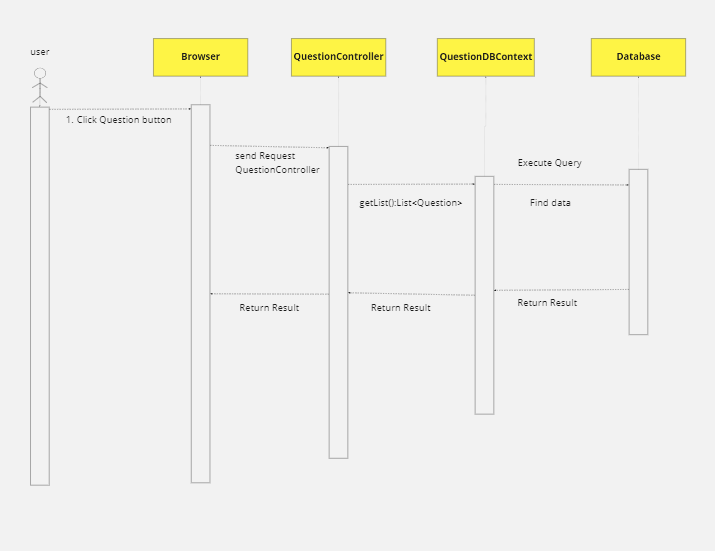 user
Browser
QuestionController
QuestionDBContext
Database
1. Click Question button
send Request
QuestionController
getList():List<Question>
Execute Query
Find data
Return Result
Return Result
Return Result